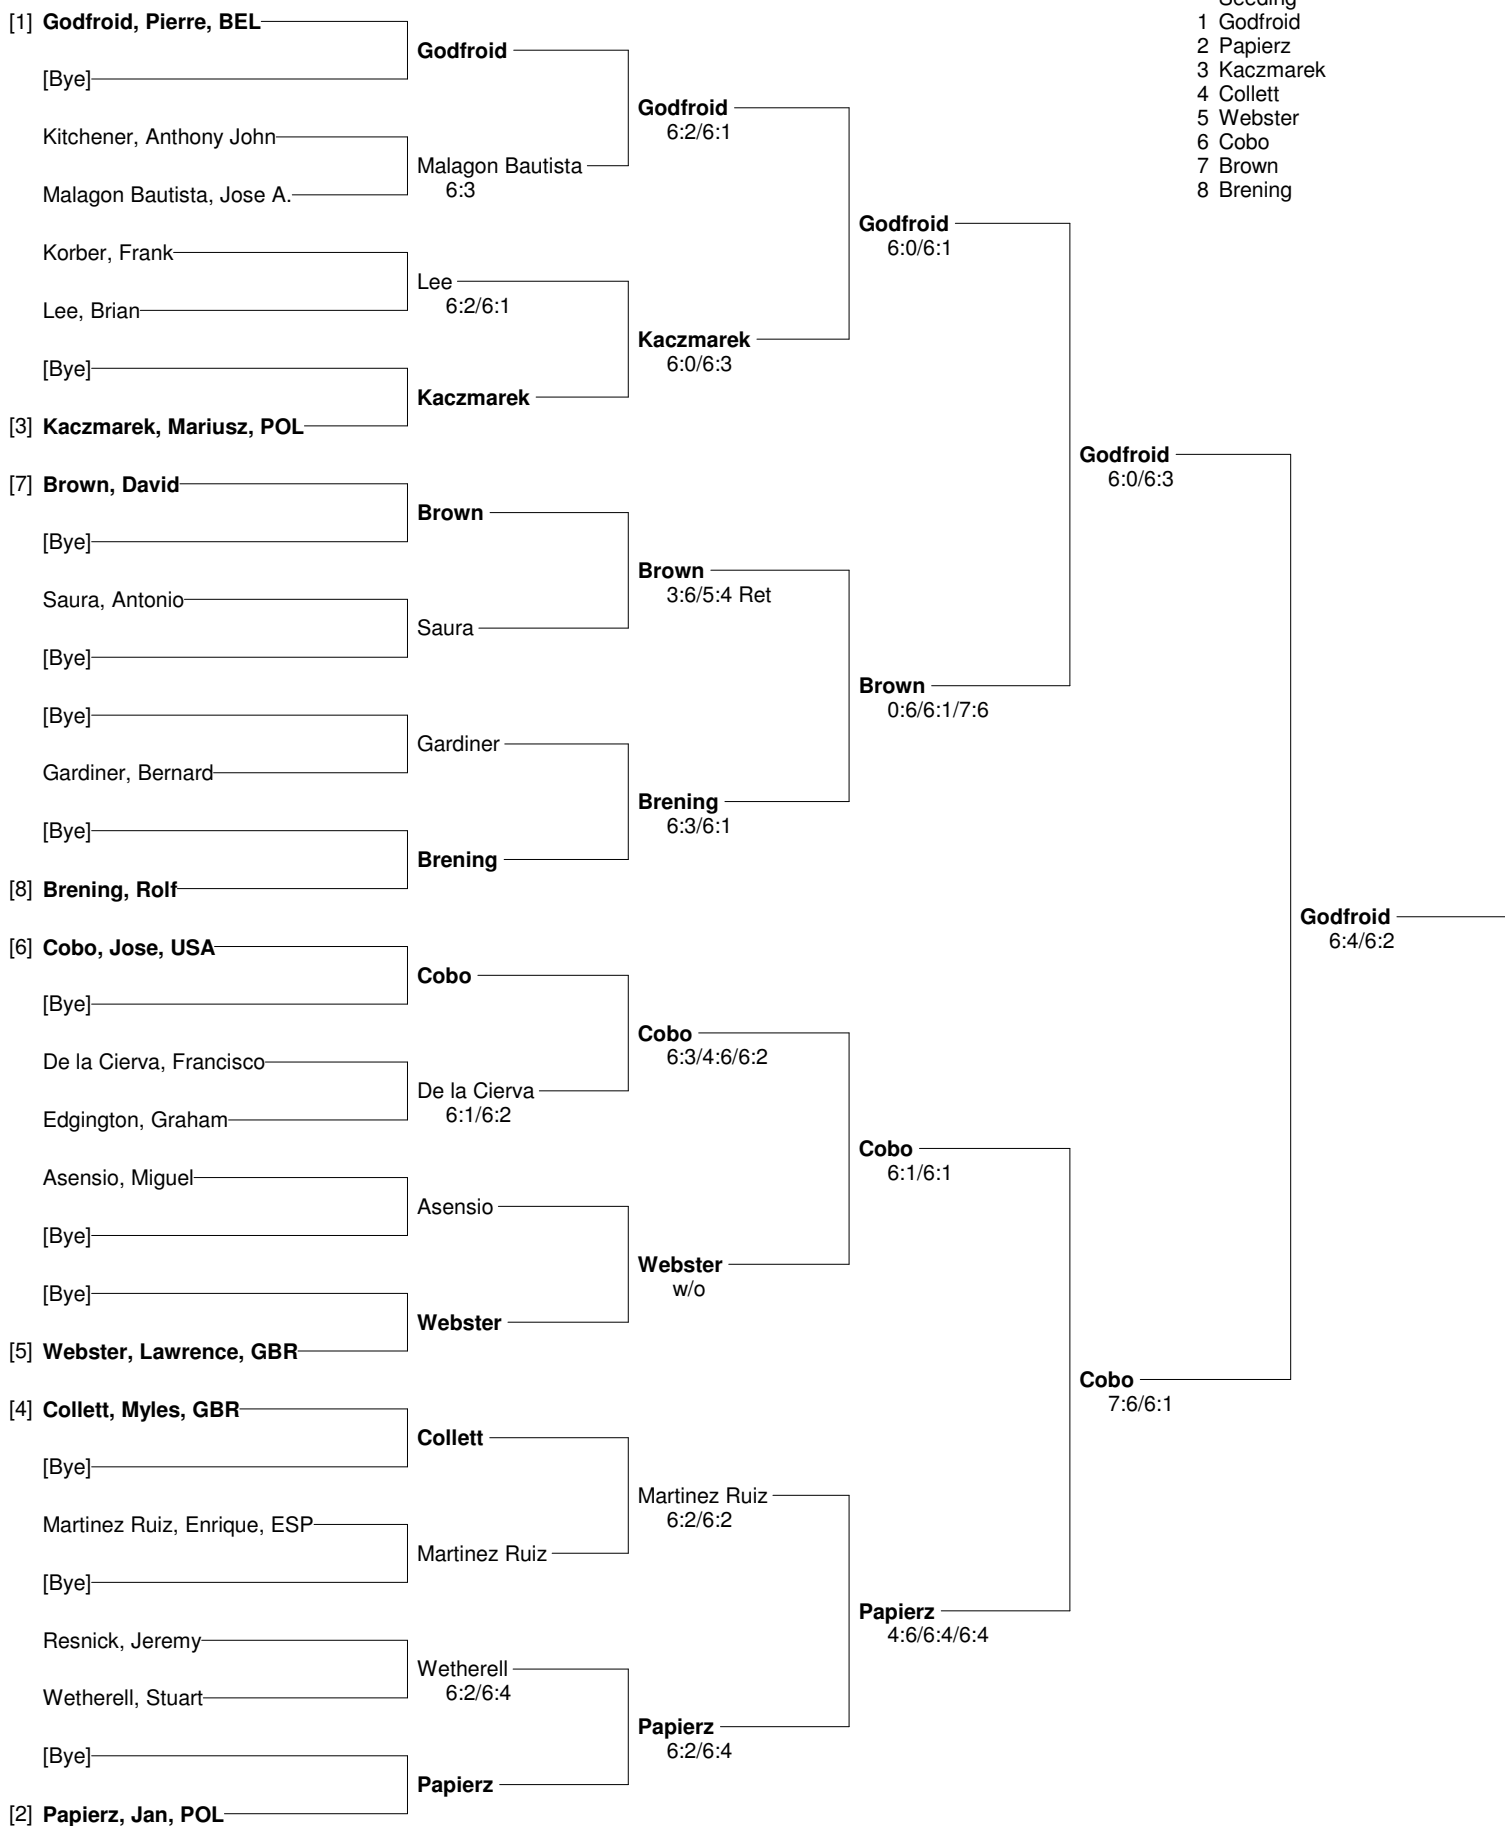 Seeding
1 Godfroid
2 Papierz
3 Kaczmarek
4 Collett
5 Webster
6 Cobo
7 Brown
8 Brening
[1] Godfroid, Pierre, BEL
[Bye]
Kitchener, Anthony John
Malagon Bautista, Jose A.
Korber, Frank
Lee, Brian
[Bye]
[3] Kaczmarek, Mariusz, POL
[7] Brown, David
[Bye]
Saura, Antonio
[Bye]
[Bye]
Gardiner, Bernard
[Bye]
[8] Brening, Rolf
[6] Cobo, Jose, USA
[Bye]
De la Cierva, Francisco
Edgington, Graham
Asensio, Miguel
[Bye]
[Bye]
[5] Webster, Lawrence, GBR
[4] Collett, Myles, GBR
[Bye]
Martinez Ruiz, Enrique, ESP
[Bye]
Resnick, Jeremy
Wetherell, Stuart
[Bye]
[2] Papierz, Jan, POL
Godfroid
Malagon Bautista
6:3
Lee
6:2/6:1
Kaczmarek
Brown
Saura
Gardiner
Brening
Cobo
De la Cierva
6:1/6:2
Asensio
Webster
Collett
Martinez Ruiz
Wetherell
6:2/6:4
Papierz
Godfroid
6:2/6:1
Kaczmarek
6:0/6:3
Brown
3:6/5:4 Ret
Brening
6:3/6:1
Cobo
6:3/4:6/6:2
Webster
w/o
Martinez Ruiz
6:2/6:2
Papierz
6:2/6:4
Godfroid
6:0/6:1
Brown
0:6/6:1/7:6
Cobo
6:1/6:1
Papierz
4:6/6:4/6:4
Godfroid
6:0/6:3
Cobo
7:6/6:1
Godfroid
6:4/6:2